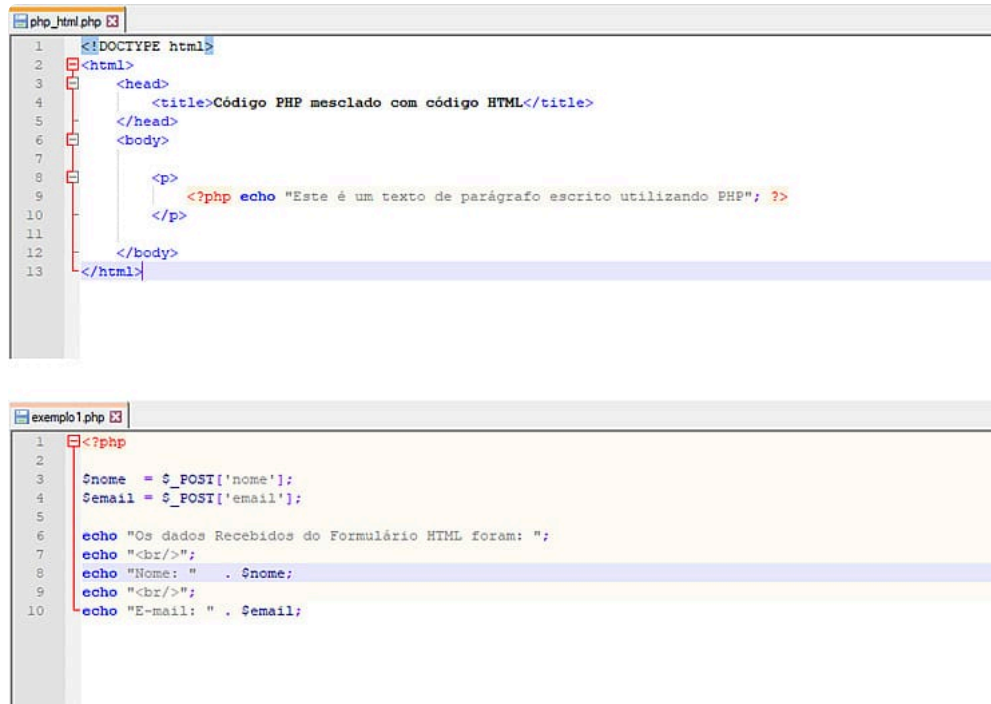 php_html.php
1 <!DOCTYPE html>
2 <html>
3 <head>
4 <title>Código PHP mesclado com código HTML</title>
5 </head>
6 <body>
7
8 <p>
9 <?php echo "Este é um texto de parágrafo escrito utilizando PHP"; ?>
10 </p>
11
12 </body>
13 </html>
exemplo1.php
1 <?php
2
3 $nome  = $_POST['nome'];
4 $email = $_POST['email'];
5
6 echo "Os dados Recebidos do Formulário HTML foram: ";
7 echo "<br/>";
8 echo "Nome: "   . $nome;
9 echo "<br/>";
10 echo "E-mail: " . $email;